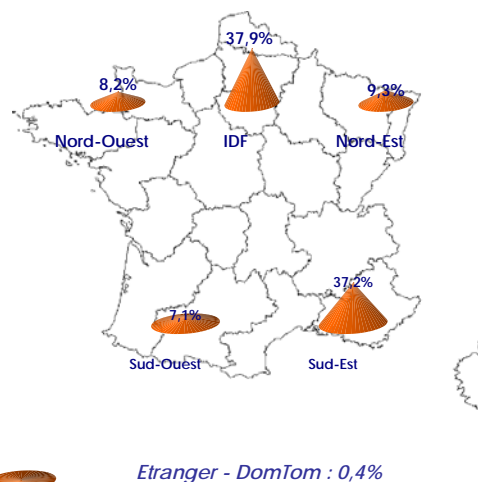 37,9%
8,2%
9,3%
Nord-Ouest
IDF
Nord-Est
37,2%
7,1%
Sud-Ouest
Sud-Est
Etranger - DomTom : 0,4%